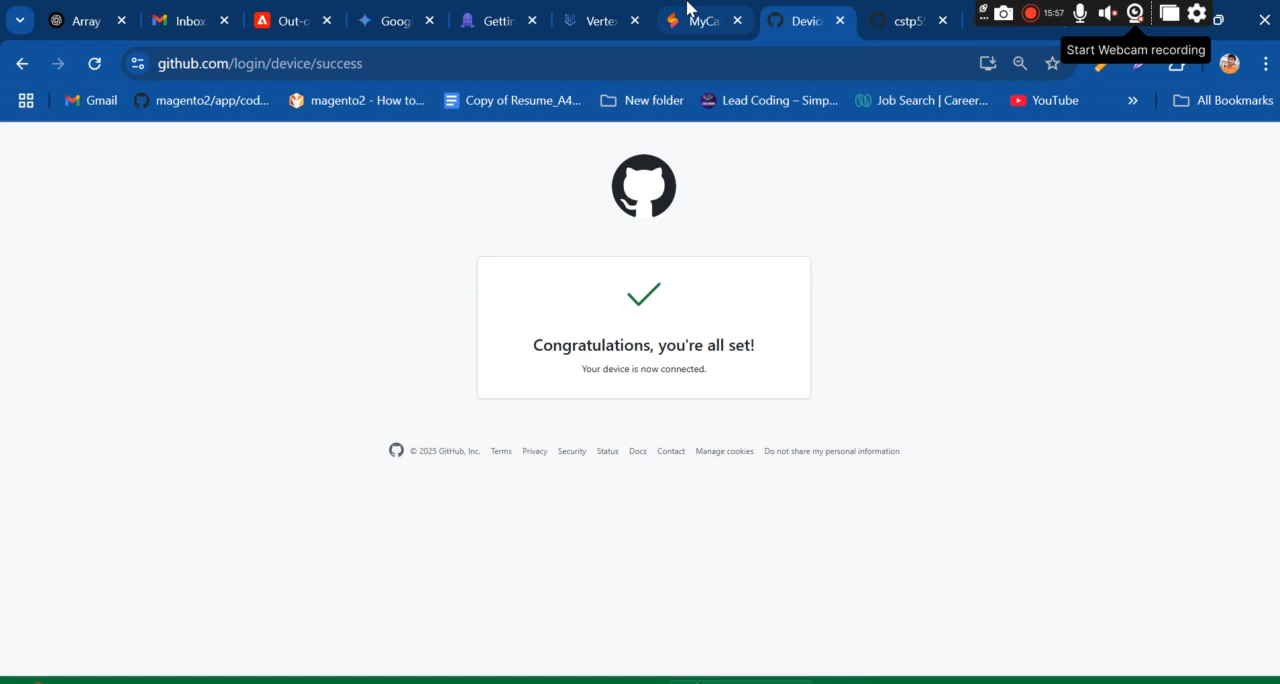 Array
Inbox
Out-o
Goog
Gettin
Verte
MyCa
Devic
cstp5
15:57
github.com/login/device/success
Start Webcam recording
Gmail
magento2/app/cod...
magento2 - How to...
Copy of Resume_A4...
New folder
Lead Coding – Simp...
Job Search | Career...
YouTube
All Bookmarks
Congratulations, you're all set!
Your device is now connected.
© 2025 GitHub, Inc. Terms Privacy Security Status Docs Contact Manage cookies Do not share my personal information